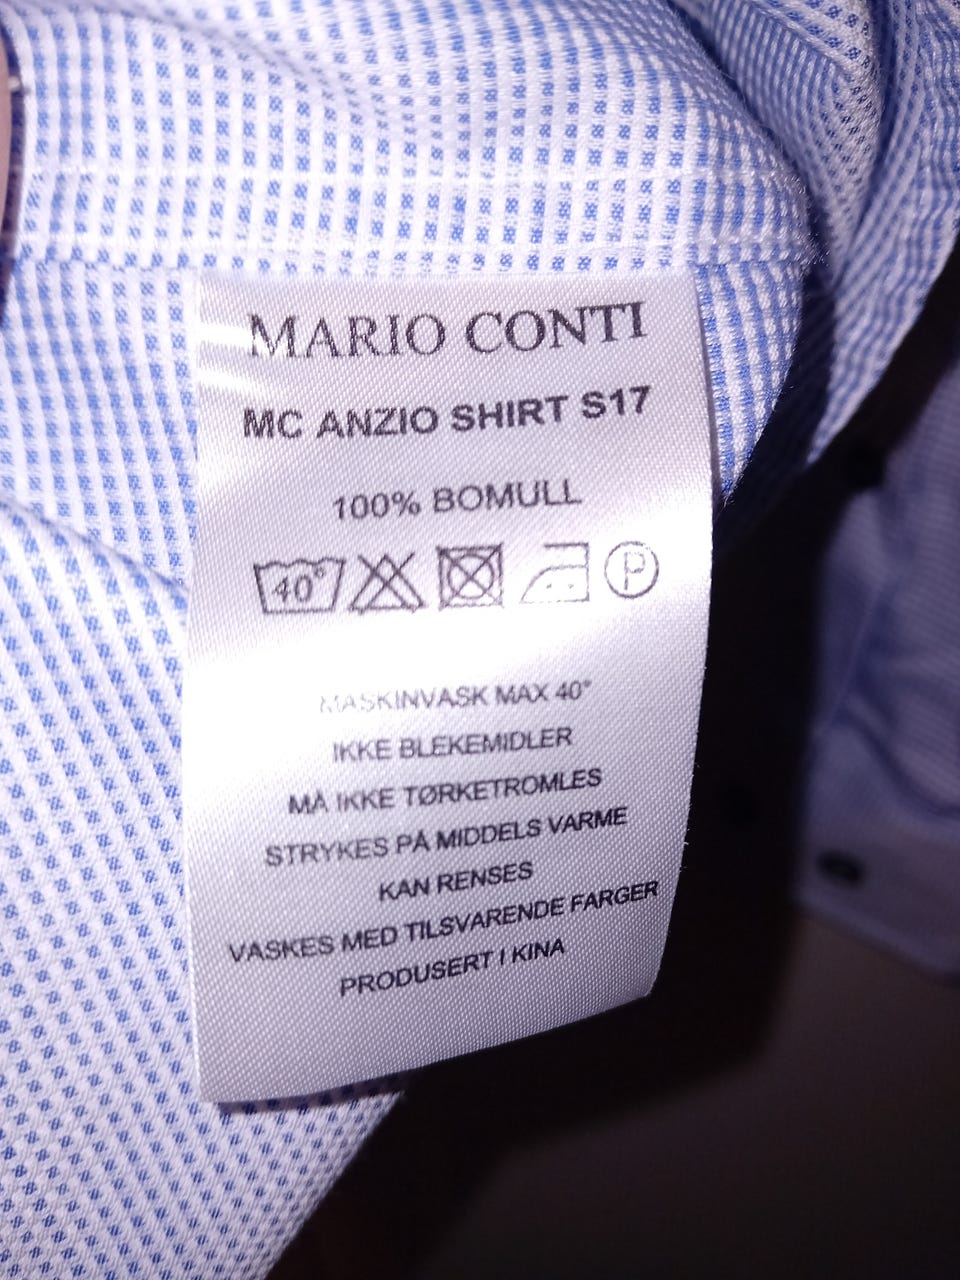 MARIO CONTI
MC ANZIO SHIRT S17
100% BOMULL
40° P
MASKINVASK MAX 40°
IKKE BLEKEMIDLER
MÅ IKKE TØRKETROMLES
STRYKES PÅ MIDDELS VARME
KAN RENSES
VASKES MED TILSVARENDE FARGER
PRODUSERT I KINA